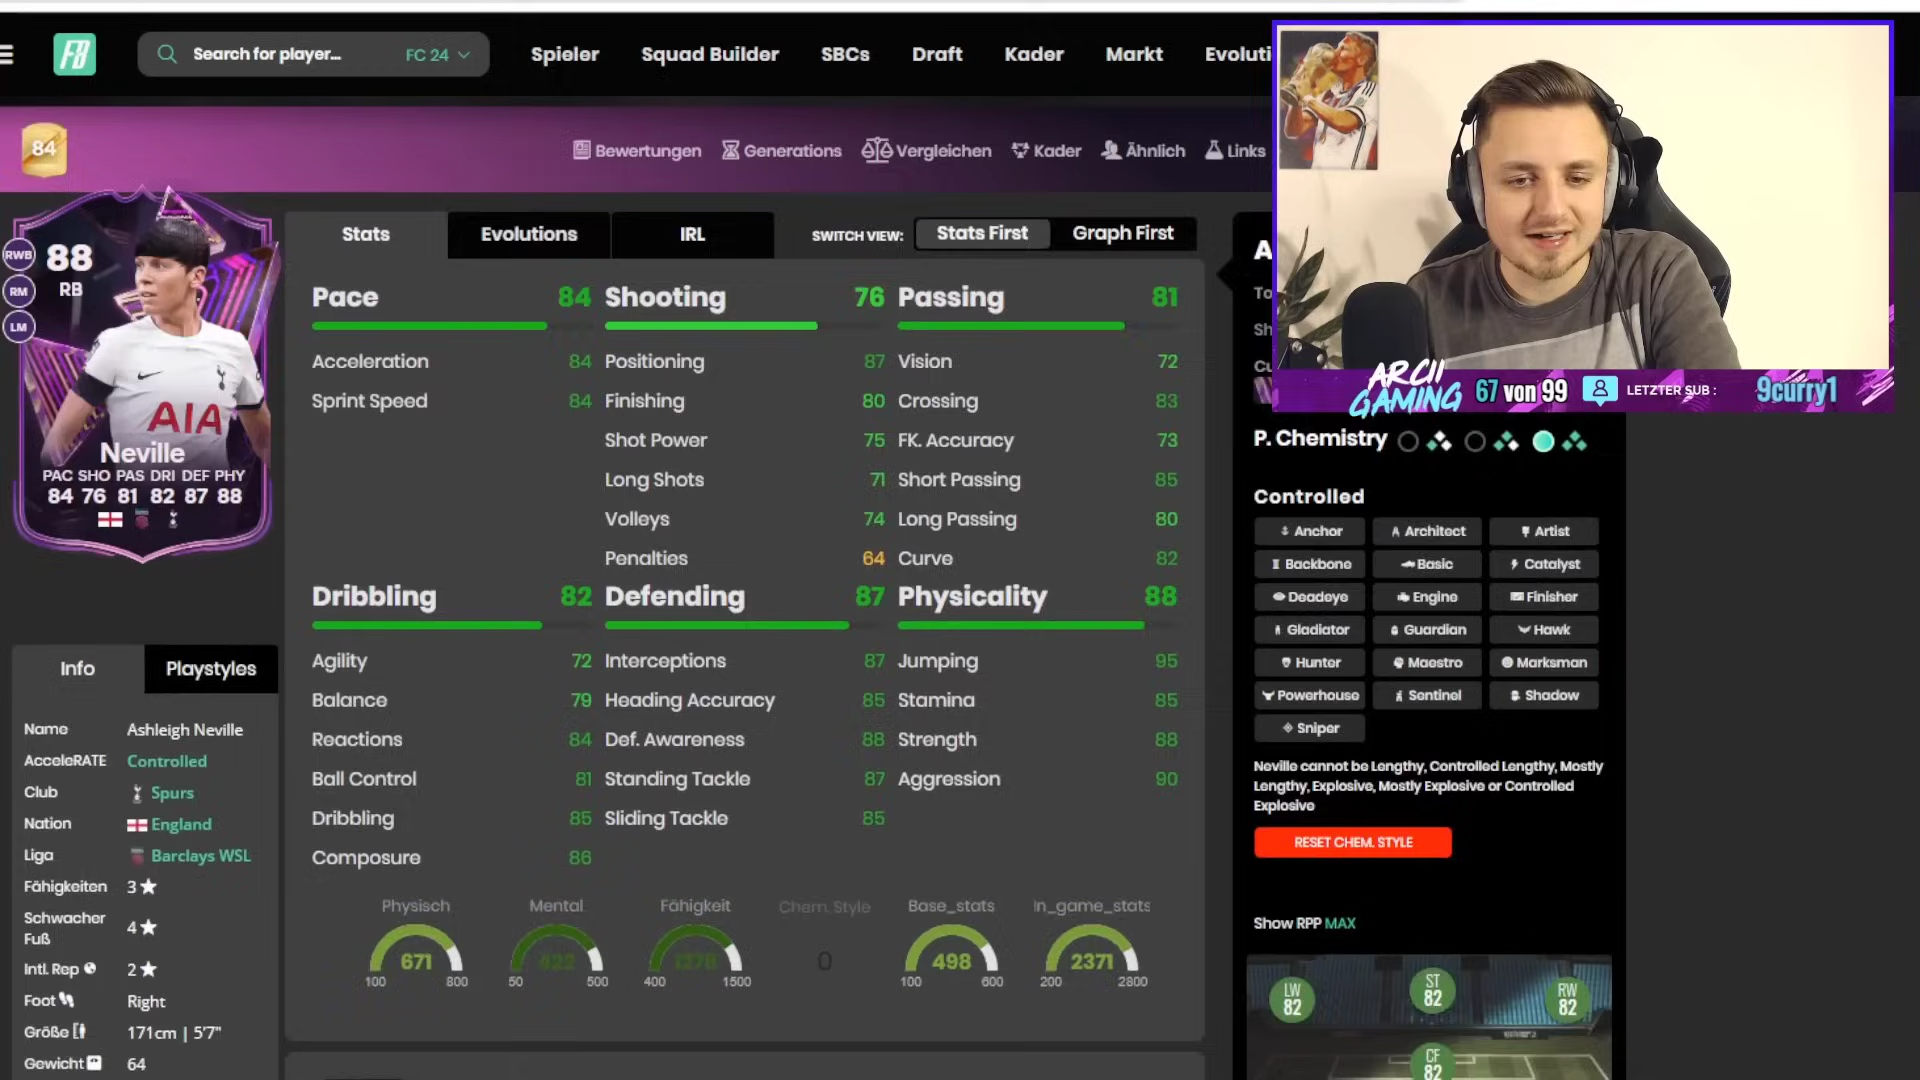 Search for player...
FC 24
Spieler
Squad Builder
SBCs
Draft
Kader
Markt
84
Bewertungen
Generations
Vergleichen
Kader
Ähnlich
Links
88
RB
RWB
RM
LM
AIA
Neville
PAC SHO PAS DRI DEF PHY
84 76 81 82 87 88
Stats
Evolutions
IRL
SWITCH VIEW:
Stats First
Graph First
Pace 84
Acceleration 84
Sprint Speed 84
Shooting 76
Positioning 87
Finishing 80
Shot Power 75
Long Shots 71
Volleys 74
Penalties 64
Passing 81
Vision 72
Crossing 83
FK. Accuracy 73
Short Passing 85
Long Passing 80
Curve 82
Dribbling 82
Agility 72
Balance 79
Reactions 84
Ball Control 81
Dribbling 85
Composure 86
Defending 87
Interceptions 87
Heading Accuracy 85
Def. Awareness 88
Standing Tackle 87
Sliding Tackle 85
Physicality 88
Jumping 95
Stamina 85
Strength 88
Aggression 90
Physisch
671
100 800
Mental
422
50 500
Fähigkeit
400 1500
Chem. Style
0
Base_stats
498
100 600
In_game_stats
2371
200 2800
Info
Playstyles
Name Ashleigh Neville
AcceleRATE Controlled
Club Spurs
Nation England
Liga Barclays WSL
Fähigkeiten 3
Schwacher
Fuß 4
Intl. Rep 2
Foot Right
Größe 171cm | 5'7"
Gewicht 64
ARCII
GAMING
67 von 99
LETZTER SUB :
9curry1
P. Chemistry
Controlled
Anchor Architect Artist
Backbone Basic Catalyst
Deadeye Engine Finisher
Gladiator Guardian Hawk
Hunter Maestro Marksman
Powerhouse Sentinel Shadow
Sniper
Neville cannot be Lengthy, Controlled Lengthy, Mostly
Lengthy, Explosive, Mostly Explosive or Controlled
Explosive
RESET CHEM. STYLE
Show RPP MAX
LW
82
ST
82
RW
82
CF
82